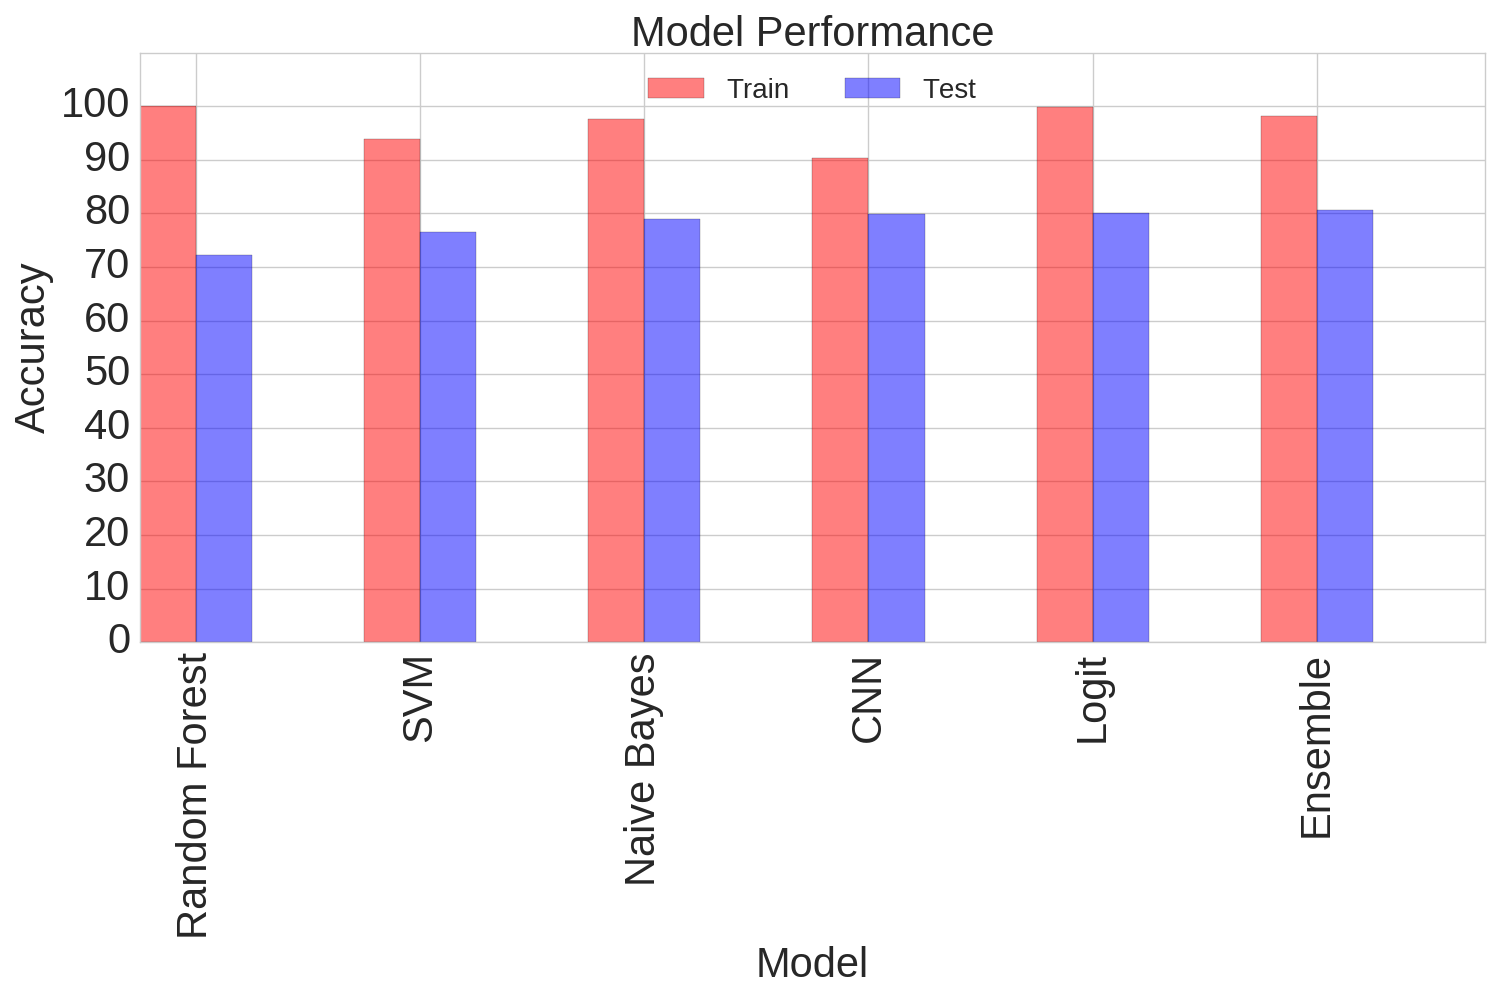 Model Performance
Train Test
100
90
80
70
60
50
40
30
20
10
0
Accuracy
Random Forest
SVM
Naive Bayes
CNN
Logit
Ensemble
Model